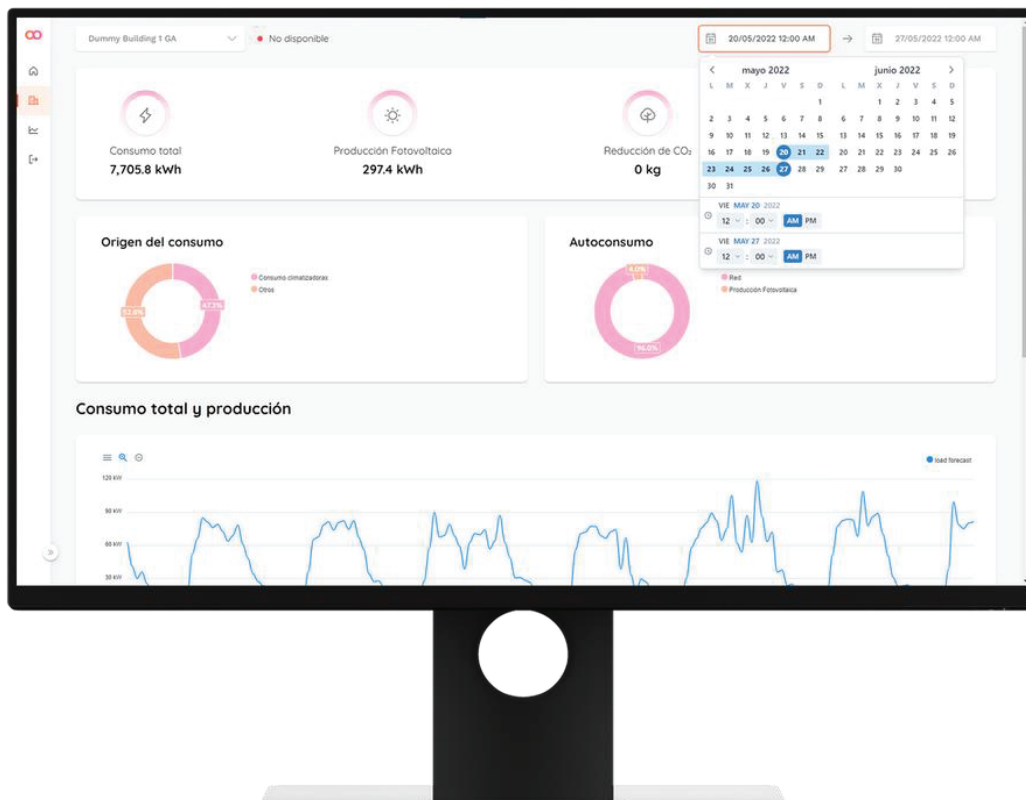 Dummy Building 1 GA
No disponible
20/05/2022 12:00 AM → 27/05/2022 12:00 AM
Consumo total
7,705.8 kWh
Producción Fotovoltaica
297.4 kWh
Reducción de CO₂
0 kg
mayo 2022
L M X J V S D
1
2 3 4 5 6 7 8
9 10 11 12 13 14 15
16 17 18 19 20 21 22
23 24 25 26 27 28 29
30 31
junio 2022
L M X J V S D
1 2 3 4 5
6 7 8 9 10 11 12
13 14 15 16 17 18 19
20 21 22 23 24 25 26
27 28 29 30
VIE MAY 20 2022
12 : 00 AM PM
VIE MAY 27 2022
12 : 00 AM PM
Origen del consumo
Consumo climatizadoras
Otros
Autoconsumo
4.0%
96.0%
Red
Producción Fotovoltaica
Consumo total y producción
load forecast
120 kW
90 kW
60 kW
30 kW